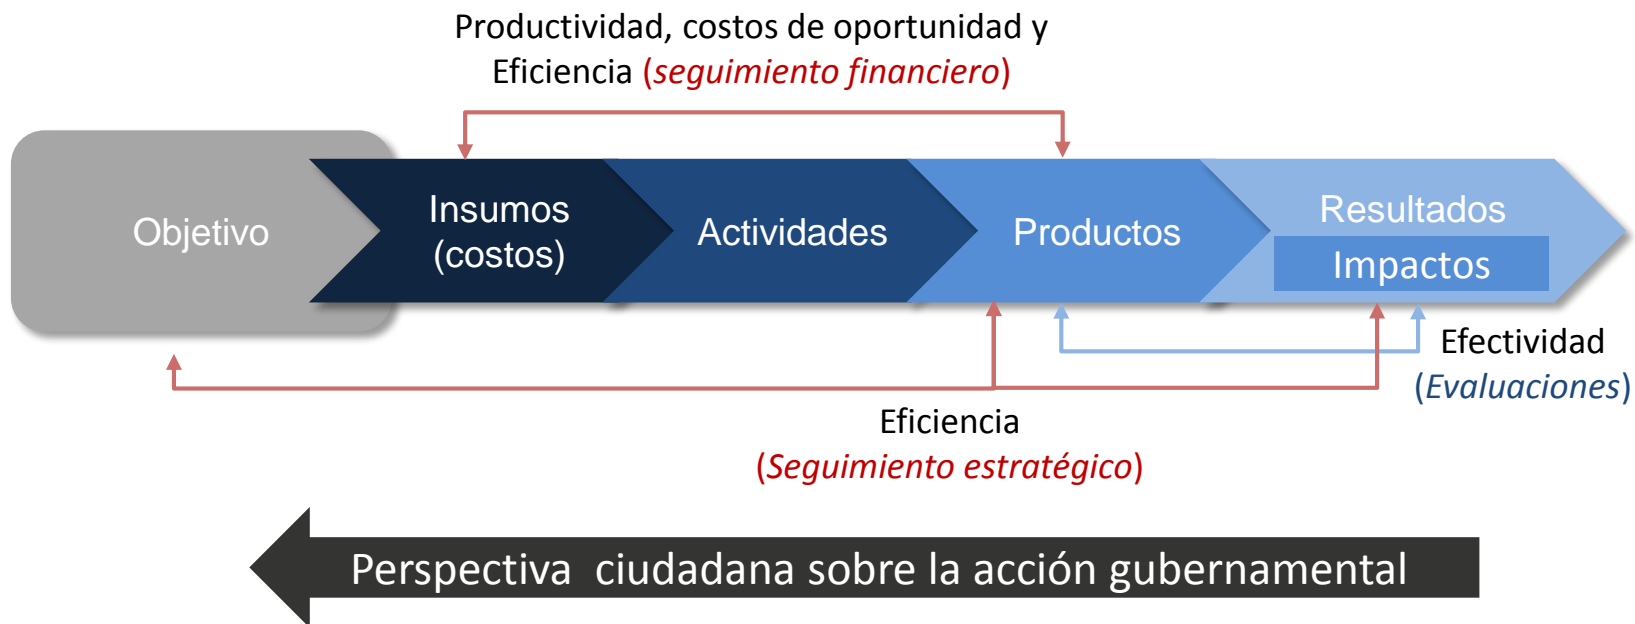 Productividad, costos de oportunidad y
Eficiencia (seguimiento financiero)
Objetivo
Insumos
(costos)
Actividades
Productos
Resultados
Impactos
Efectividad
(Evaluaciones)
Eficiencia
(Seguimiento estratégico)
Perspectiva ciudadana sobre la acción gubernamental